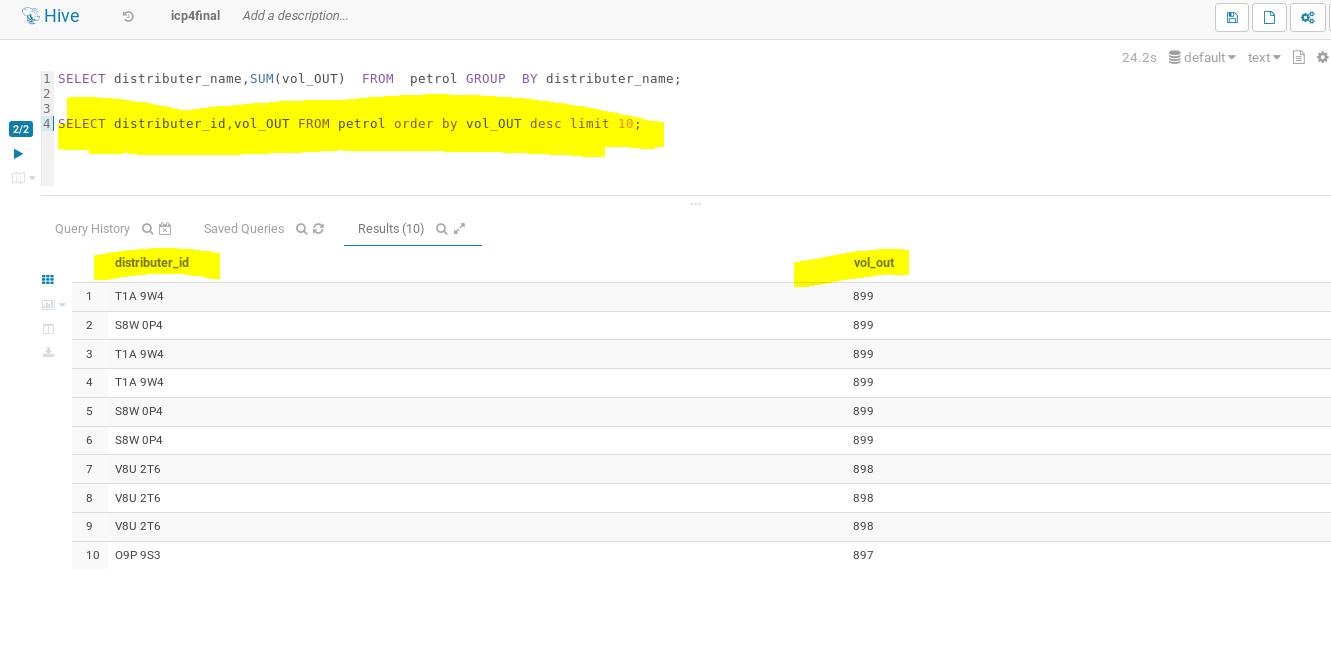 Hive icp4final Add a description...
24.2s default text
1 SELECT distributer_name,SUM(vol_OUT) FROM petrol GROUP BY distributer_name;
2
3
2/2 4 SELECT distributer_id,vol_OUT FROM petrol order by vol_OUT desc limit 10;
Query History Saved Queries Results (10)
distributer_id vol_out
1 T1A 9W4 899
2 S8W 0P4 899
3 T1A 9W4 899
4 T1A 9W4 899
5 S8W 0P4 899
6 S8W 0P4 899
7 V8U 2T6 898
8 V8U 2T6 898
9 V8U 2T6 898
10 O9P 9S3 897